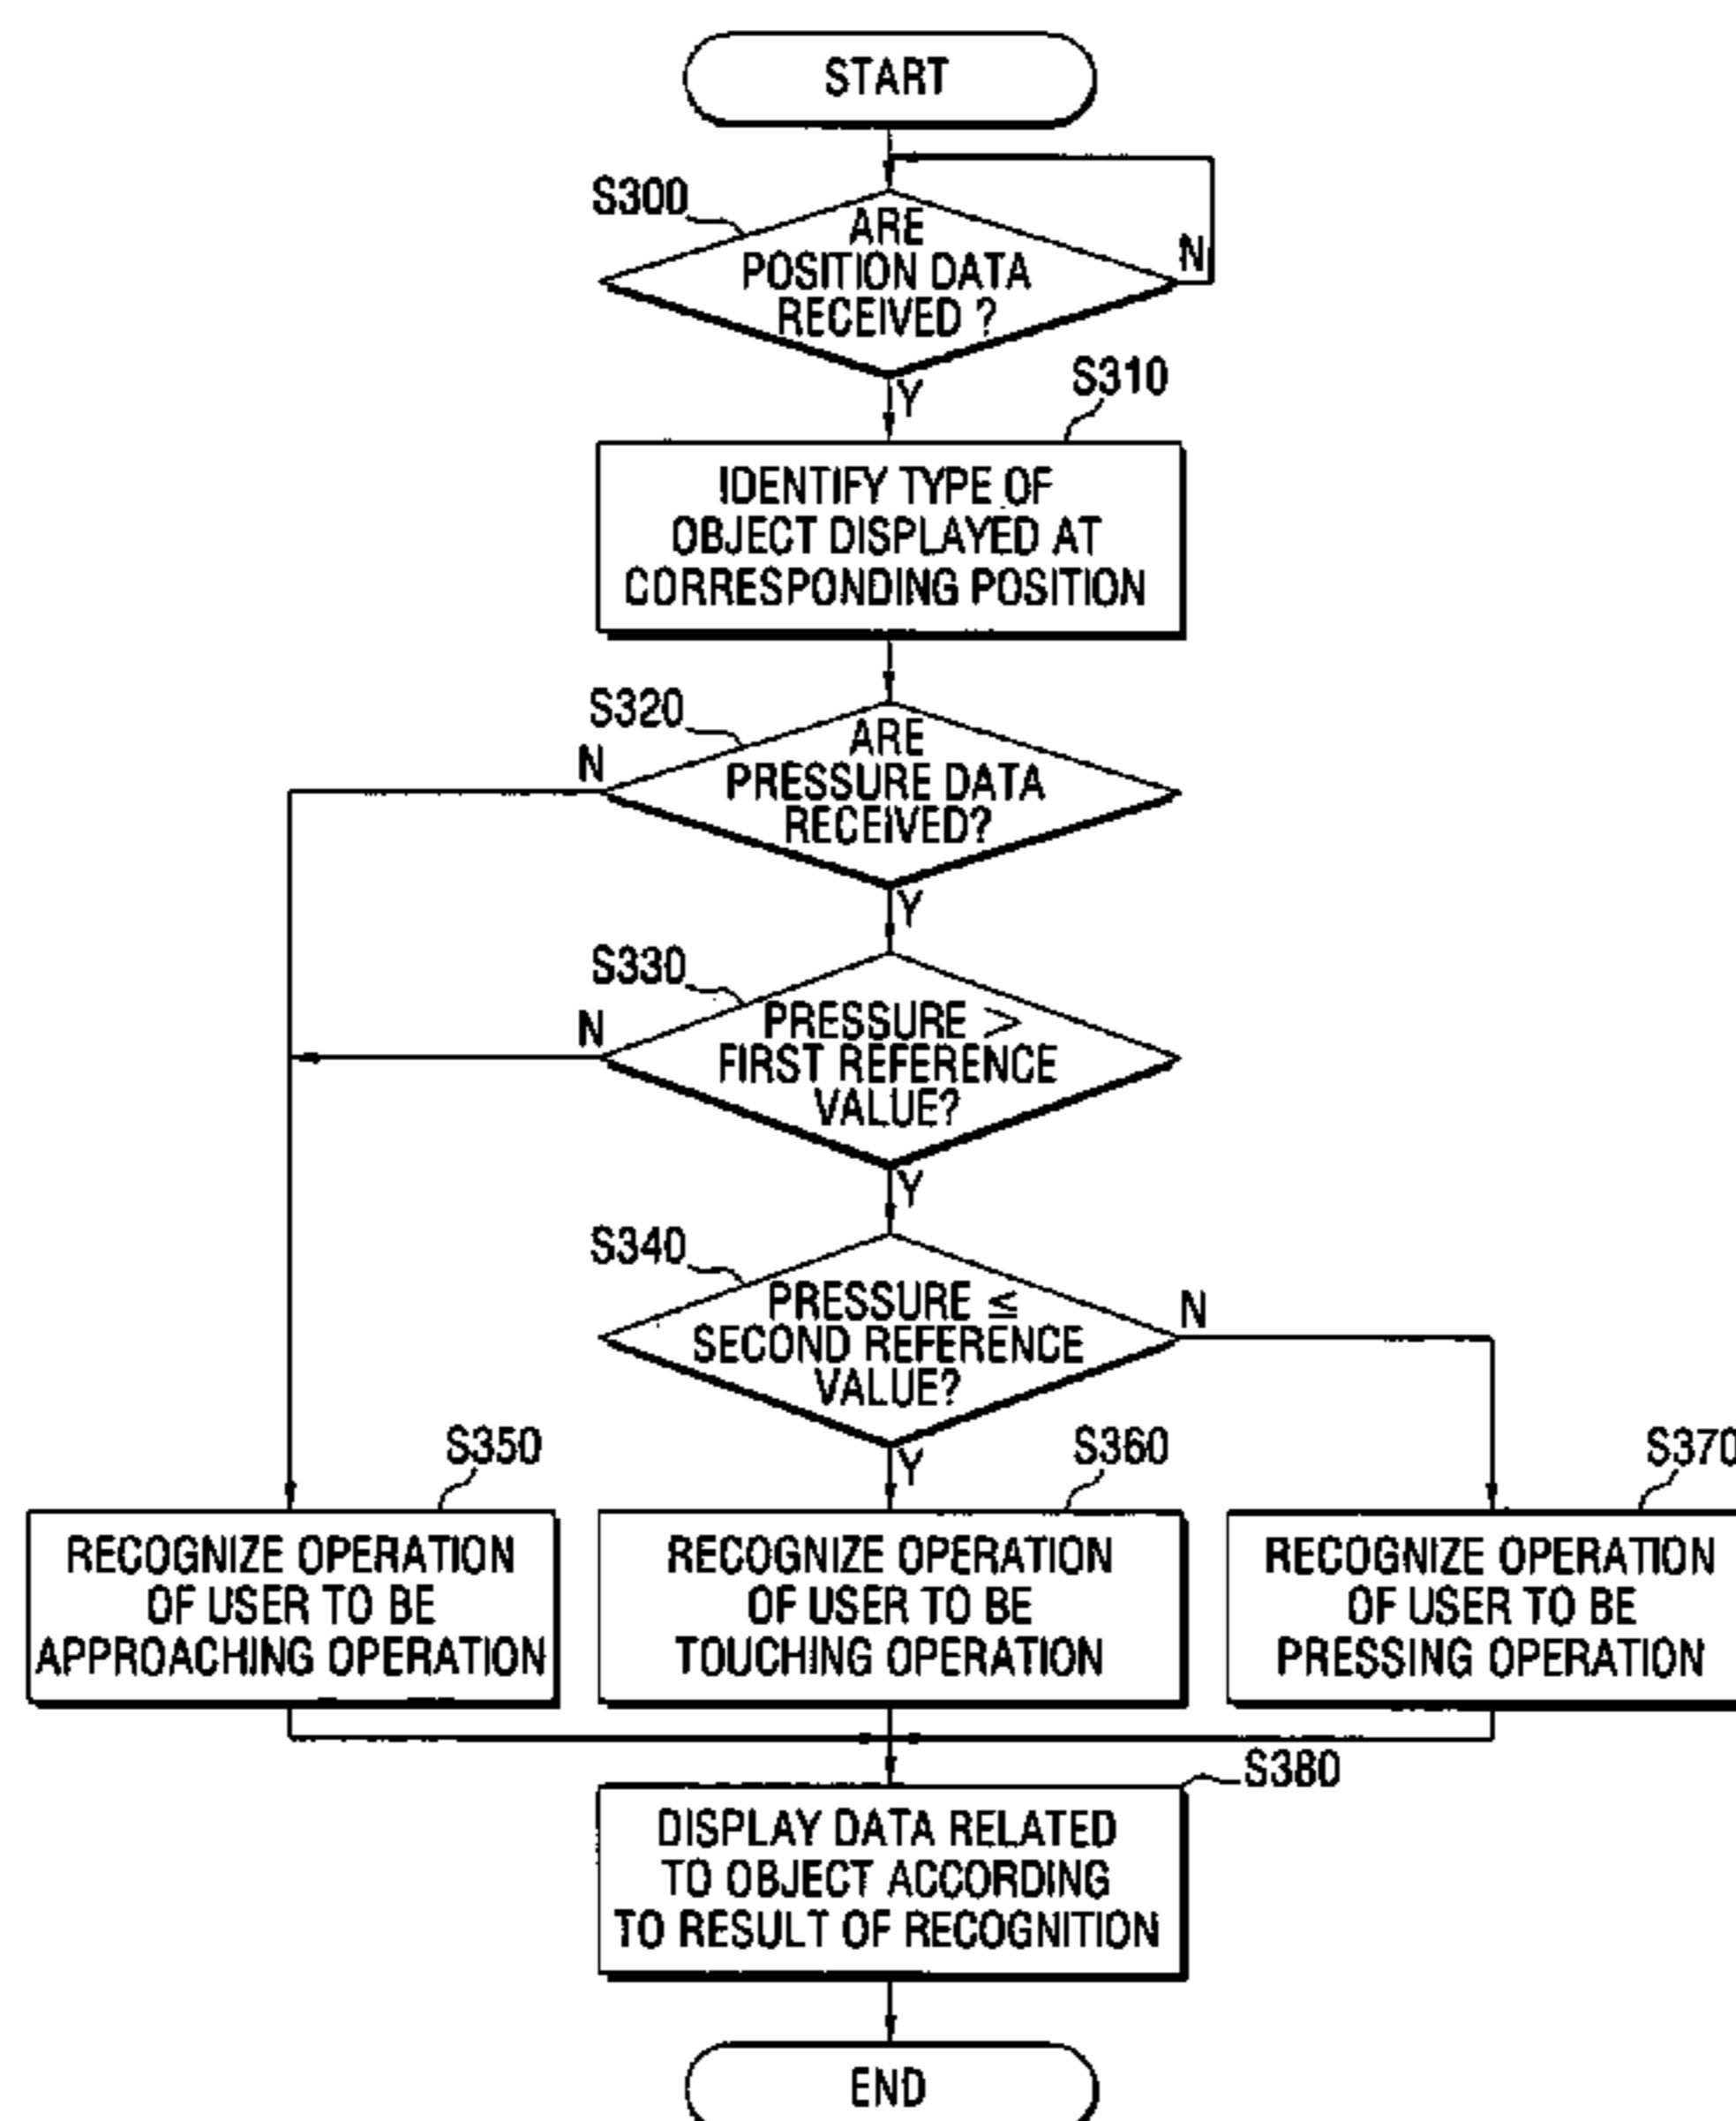 START
S300
ARE
POSITION DATA
RECEIVED ?
N
Y
S310
IDENTIFY TYPE OF
OBJECT DISPLAYED AT
CORRESPONDING POSITION
S320
N
ARE
PRESSURE DATA
RECEIVED?
Y
S330
N
PRESSURE >
FIRST REFERENCE
VALUE?
Y
S340
PRESSURE ≤
SECOND REFERENCE
VALUE?
N
Y
S350
RECOGNIZE OPERATION
OF USER TO BE
APPROACHING OPERATION
S360
RECOGNIZE OPERATION
OF USER TO BE
TOUCHING OPERATION
S370
RECOGNIZE OPERATION
OF USER TO BE
PRESSING OPERATION
S380
DISPLAY DATA RELATED
TO OBJECT ACCORDING
TO RESULT OF RECOGNITION
END